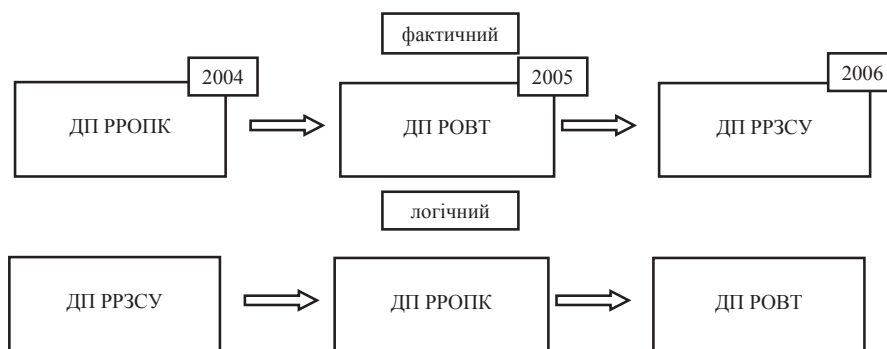 фактичний
2004
2005
2006
ДП РРОПК
ДП РОВТ
ДП РРЗСУ
логічний
ДП РРЗСУ
ДП РРОПК
ДП РОВТ